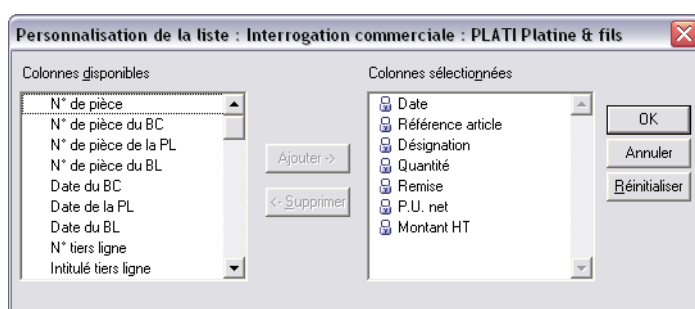 Personnalisation de la liste : Interrogation commerciale : PLATI Platine & fils
Colonnes disponibles
N° de pièce
N° de pièce du BC
N° de pièce de la PL
N° de pièce du BL
Date du BC
Date de la PL
Date du BL
N° tiers ligne
Intitulé tiers ligne
Ajouter ->
<- Supprimer
Colonnes sélectionnées
Date
Référence article
Désignation
Quantité
Remise
P.U. net
Montant HT
OK
Annuler
Réinitialiser